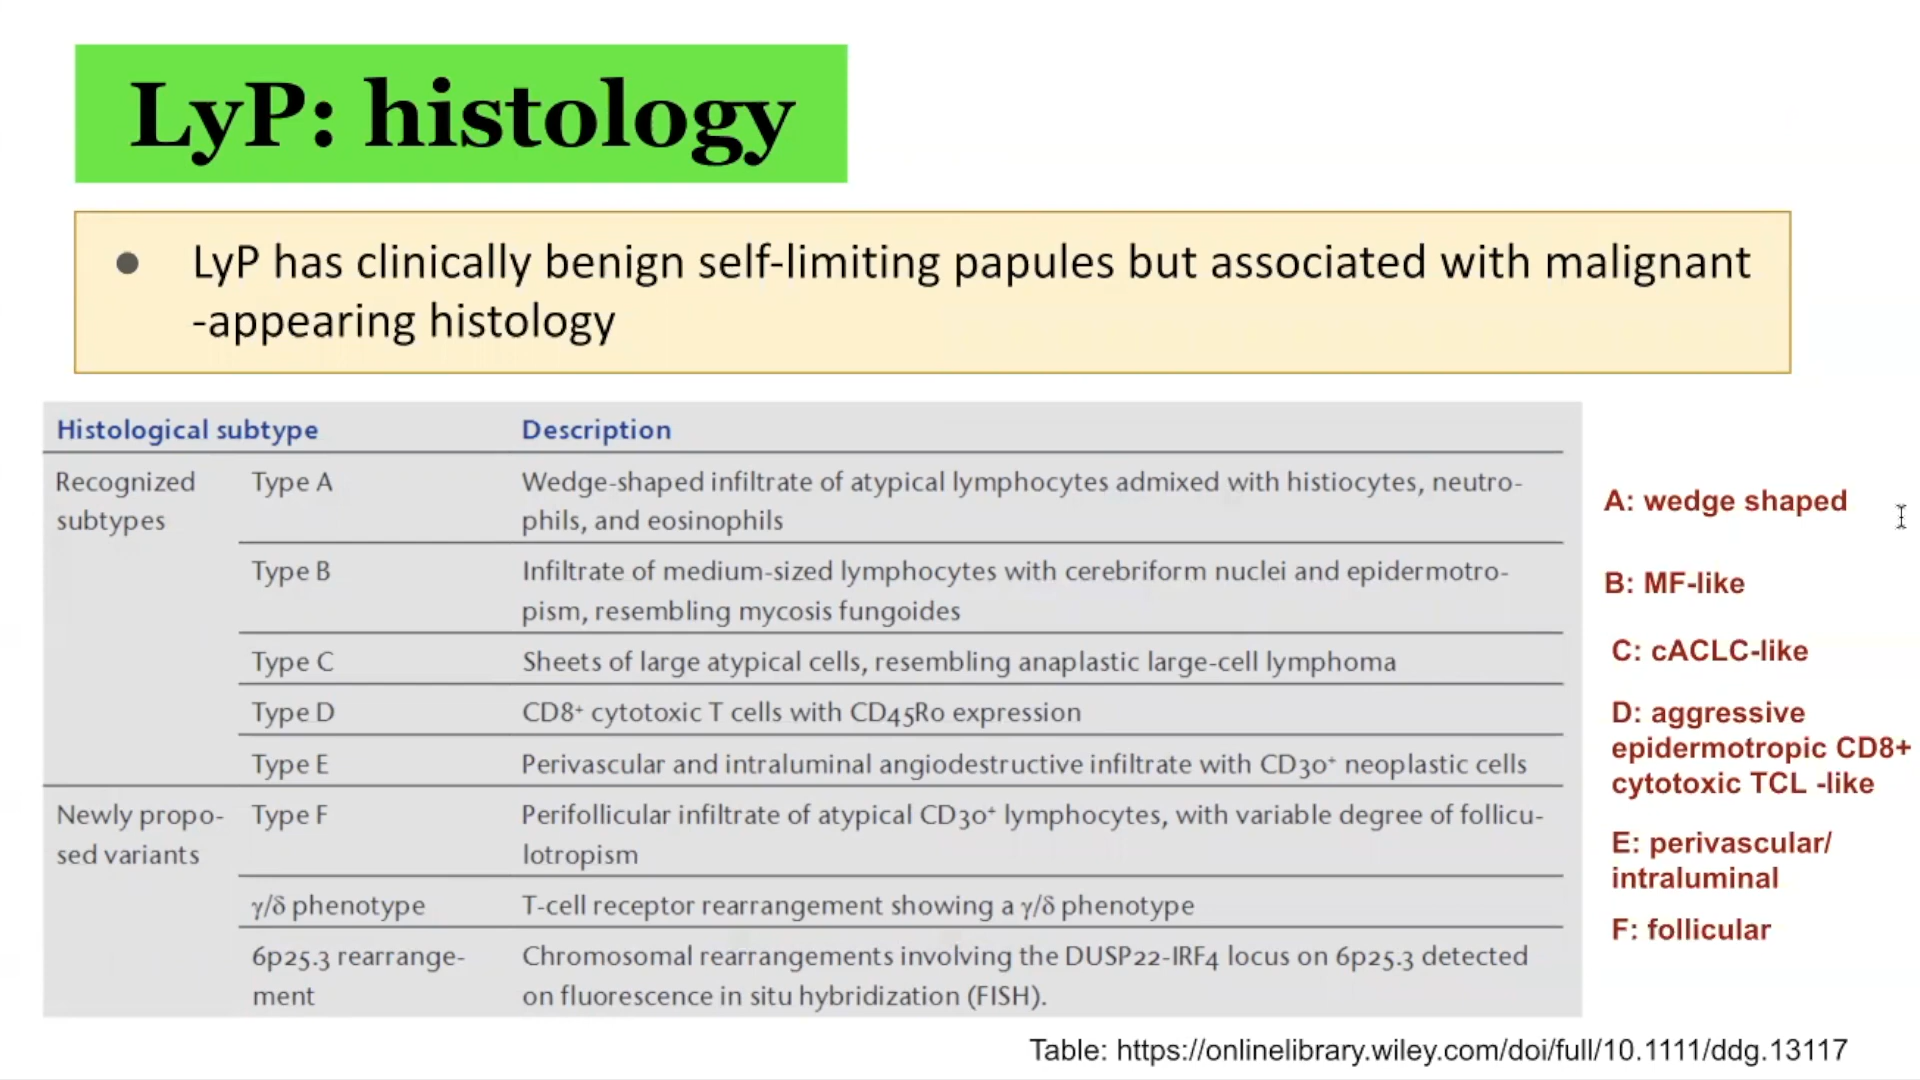 LyP: histology
● LyP has clinically benign self-limiting papules but associated with malignant
-appearing histology
Histological subtype Description
Recognized Type A Wedge-shaped infiltrate of atypical lymphocytes admixed with histiocytes, neutro-
subtypes phils, and eosinophils
Type B Infiltrate of medium-sized lymphocytes with cerebriform nuclei and epidermotro-
pism, resembling mycosis fungoides
Type C Sheets of large atypical cells, resembling anaplastic large-cell lymphoma
Type D CD8⁺ cytotoxic T cells with CD45Ro expression
Type E Perivascular and intraluminal angiodestructive infiltrate with CD30⁺ neoplastic cells
Newly propo- Type F Perifollicular infiltrate of atypical CD30⁺ lymphocytes, with variable degree of follicu-
sed variants lotropism
γ/δ phenotype T-cell receptor rearrangement showing a γ/δ phenotype
6p25.3 rearrange- Chromosomal rearrangements involving the DUSP22-IRF4 locus on 6p25.3 detected
ment on fluorescence in situ hybridization (FISH).
A: wedge shaped
B: MF-like
C: cACLC-like
D: aggressive
epidermotropic CD8+
cytotoxic TCL -like
E: perivascular/
intraluminal
F: follicular
Table: https://onlinelibrary.wiley.com/doi/full/10.1111/ddg.13117